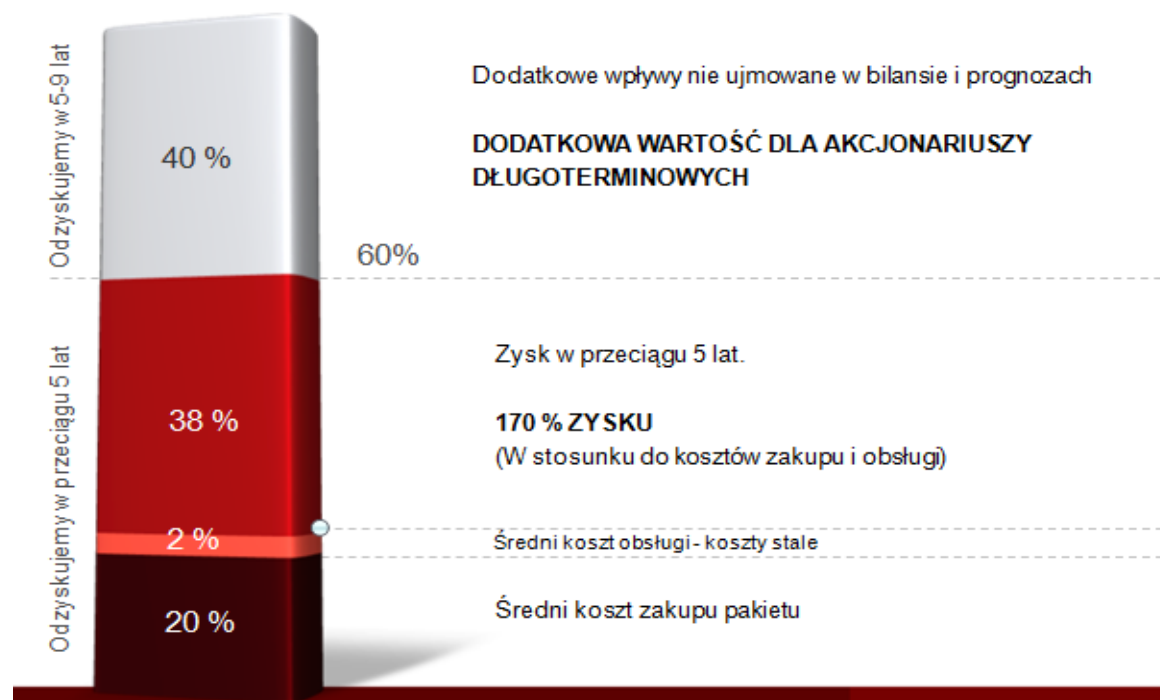 Odzyskujemy w 5-9 lat
40 %
Dodatkowe wpływy nie ujmowane w bilansie i prognozach
DODATKOWA WARTOŚĆ DLA AKCJONARIUSZY
DŁUGOTERMINOWYCH
60%
Odzyskujemy w przeciągu 5 lat
38 %
Zysk w przeciągu 5 lat.
170 % ZYSKU
(W stosunku do kosztów zakupu i obsługi)
2 %
Średni koszt obsługi - koszty stale
20 %
Średni koszt zakupu pakietu